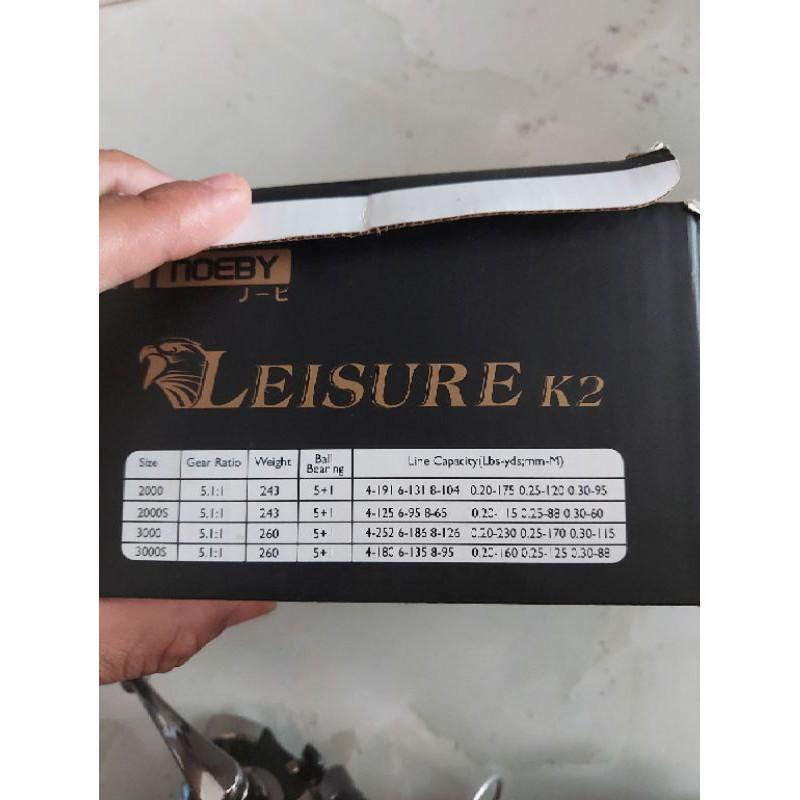 NOEBY
ノービ
LEISURE K2
Size Gear Ratio Weight Ball Bearing Line Capacity(Lbs-yds;mm-M)
2000 5.1:1 243 5+1 4-191 6-131 8-104 0.20-175 0.25-120 0.30-95
2000S 5.1:1 243 5+1 4-125 6-95 8-65 0.20-115 0.25-88 0.30-60
3000 5.1:1 260 5+ 4-252 6-186 8-126 0.20-230 0.25-170 0.30-115
3000S 5.1:1 260 5+ 4-180 6-135 8-95 0.20-160 0.25-125 0.30-88